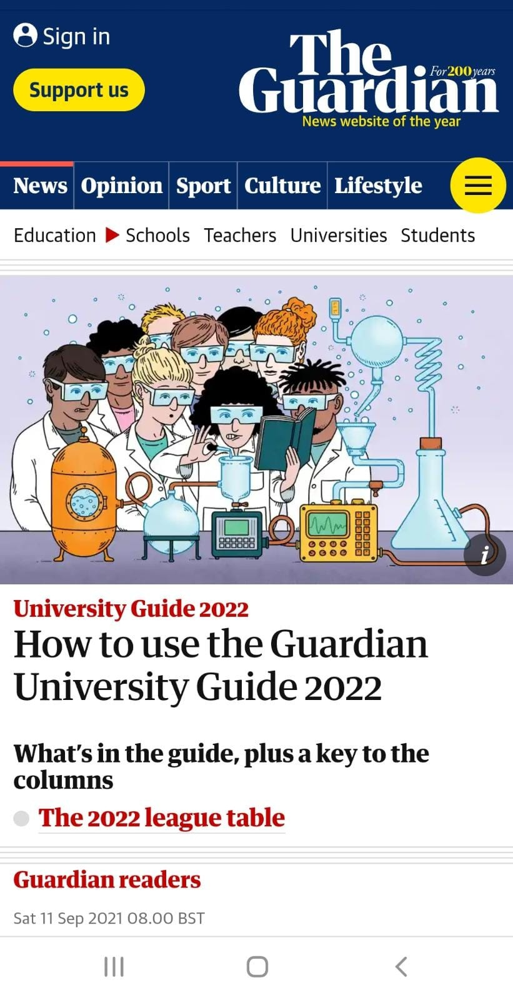 Sign in
Support us
The
Guardian
For 200 years
News website of the year
News Opinion Sport Culture Lifestyle
Education Schools Teachers Universities Students
i
University Guide 2022
How to use the Guardian
University Guide 2022
What's in the guide, plus a key to the
columns
The 2022 league table
Guardian readers
Sat 11 Sep 2021 08.00 BST